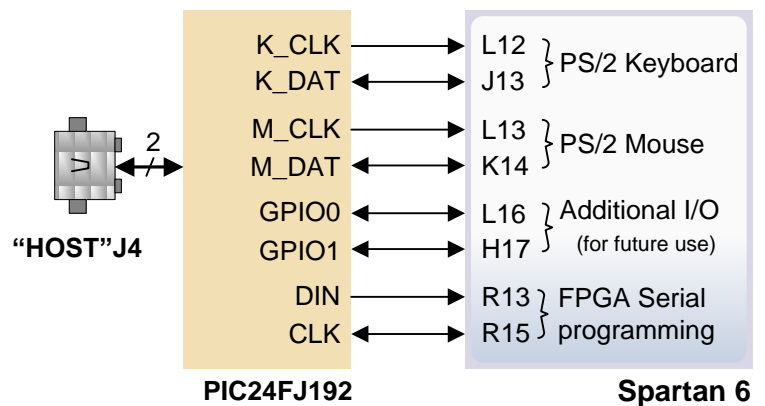 K_CLK L12
PS/2 Keyboard
K_DAT J13
M_CLK L13
2 PS/2 Mouse
M_DAT K14
GPIO0 L16 Additional I/O
"HOST"J4 GPIO1 H17 (for future use)
DIN R13 FPGA Serial
CLK R15 programming
PIC24FJ192 Spartan 6